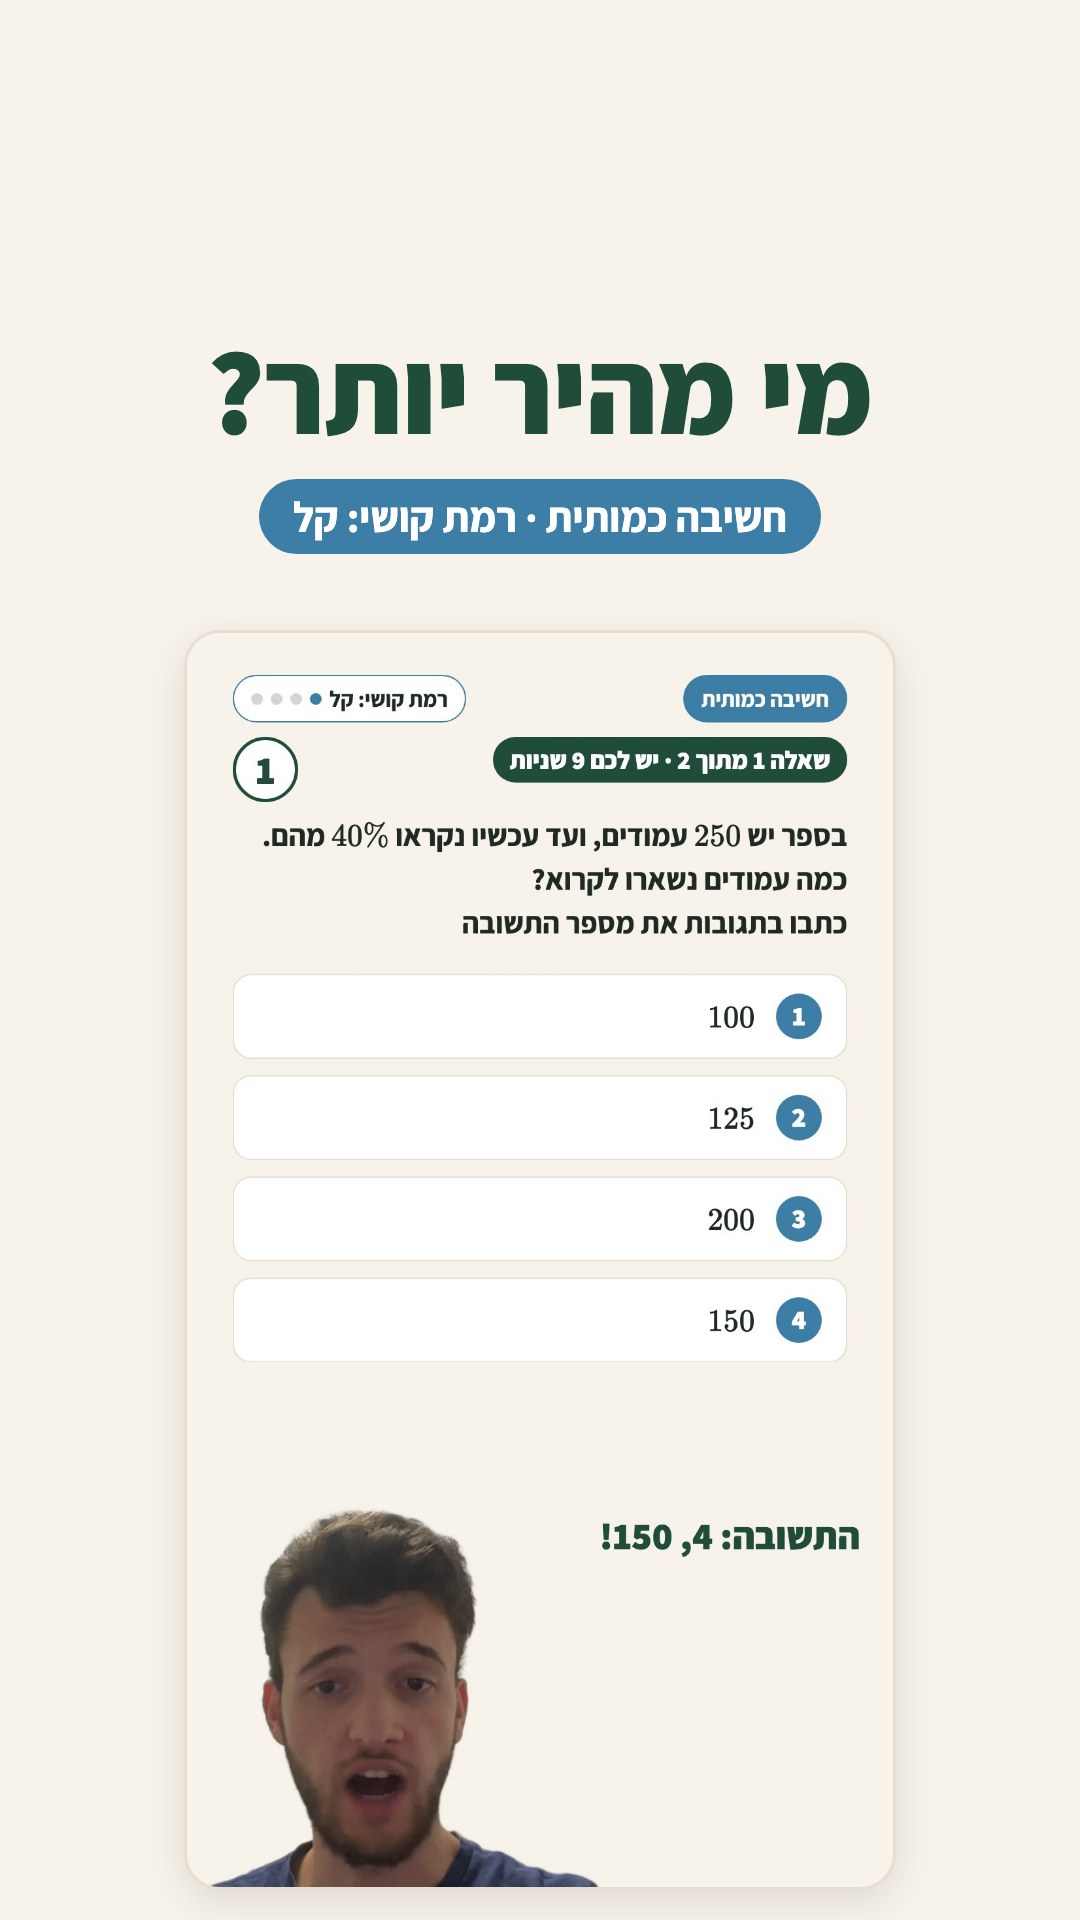 מי מהיר יותר?
חשיבה כמותית · רמת קושי: קל
חשיבה כמותית
רמת קושי: קל
שאלה 1 מתוך 2 · יש לכם 9 שניות
1
בספר יש 250 עמודים, ועד עכשיו נקראו 40% מהם.
כמה עמודים נשארו לקרוא?
כתבו בתגובות את מספר התשובה
1 100
2 125
3 200
4 150
התשובה: 4, 150!